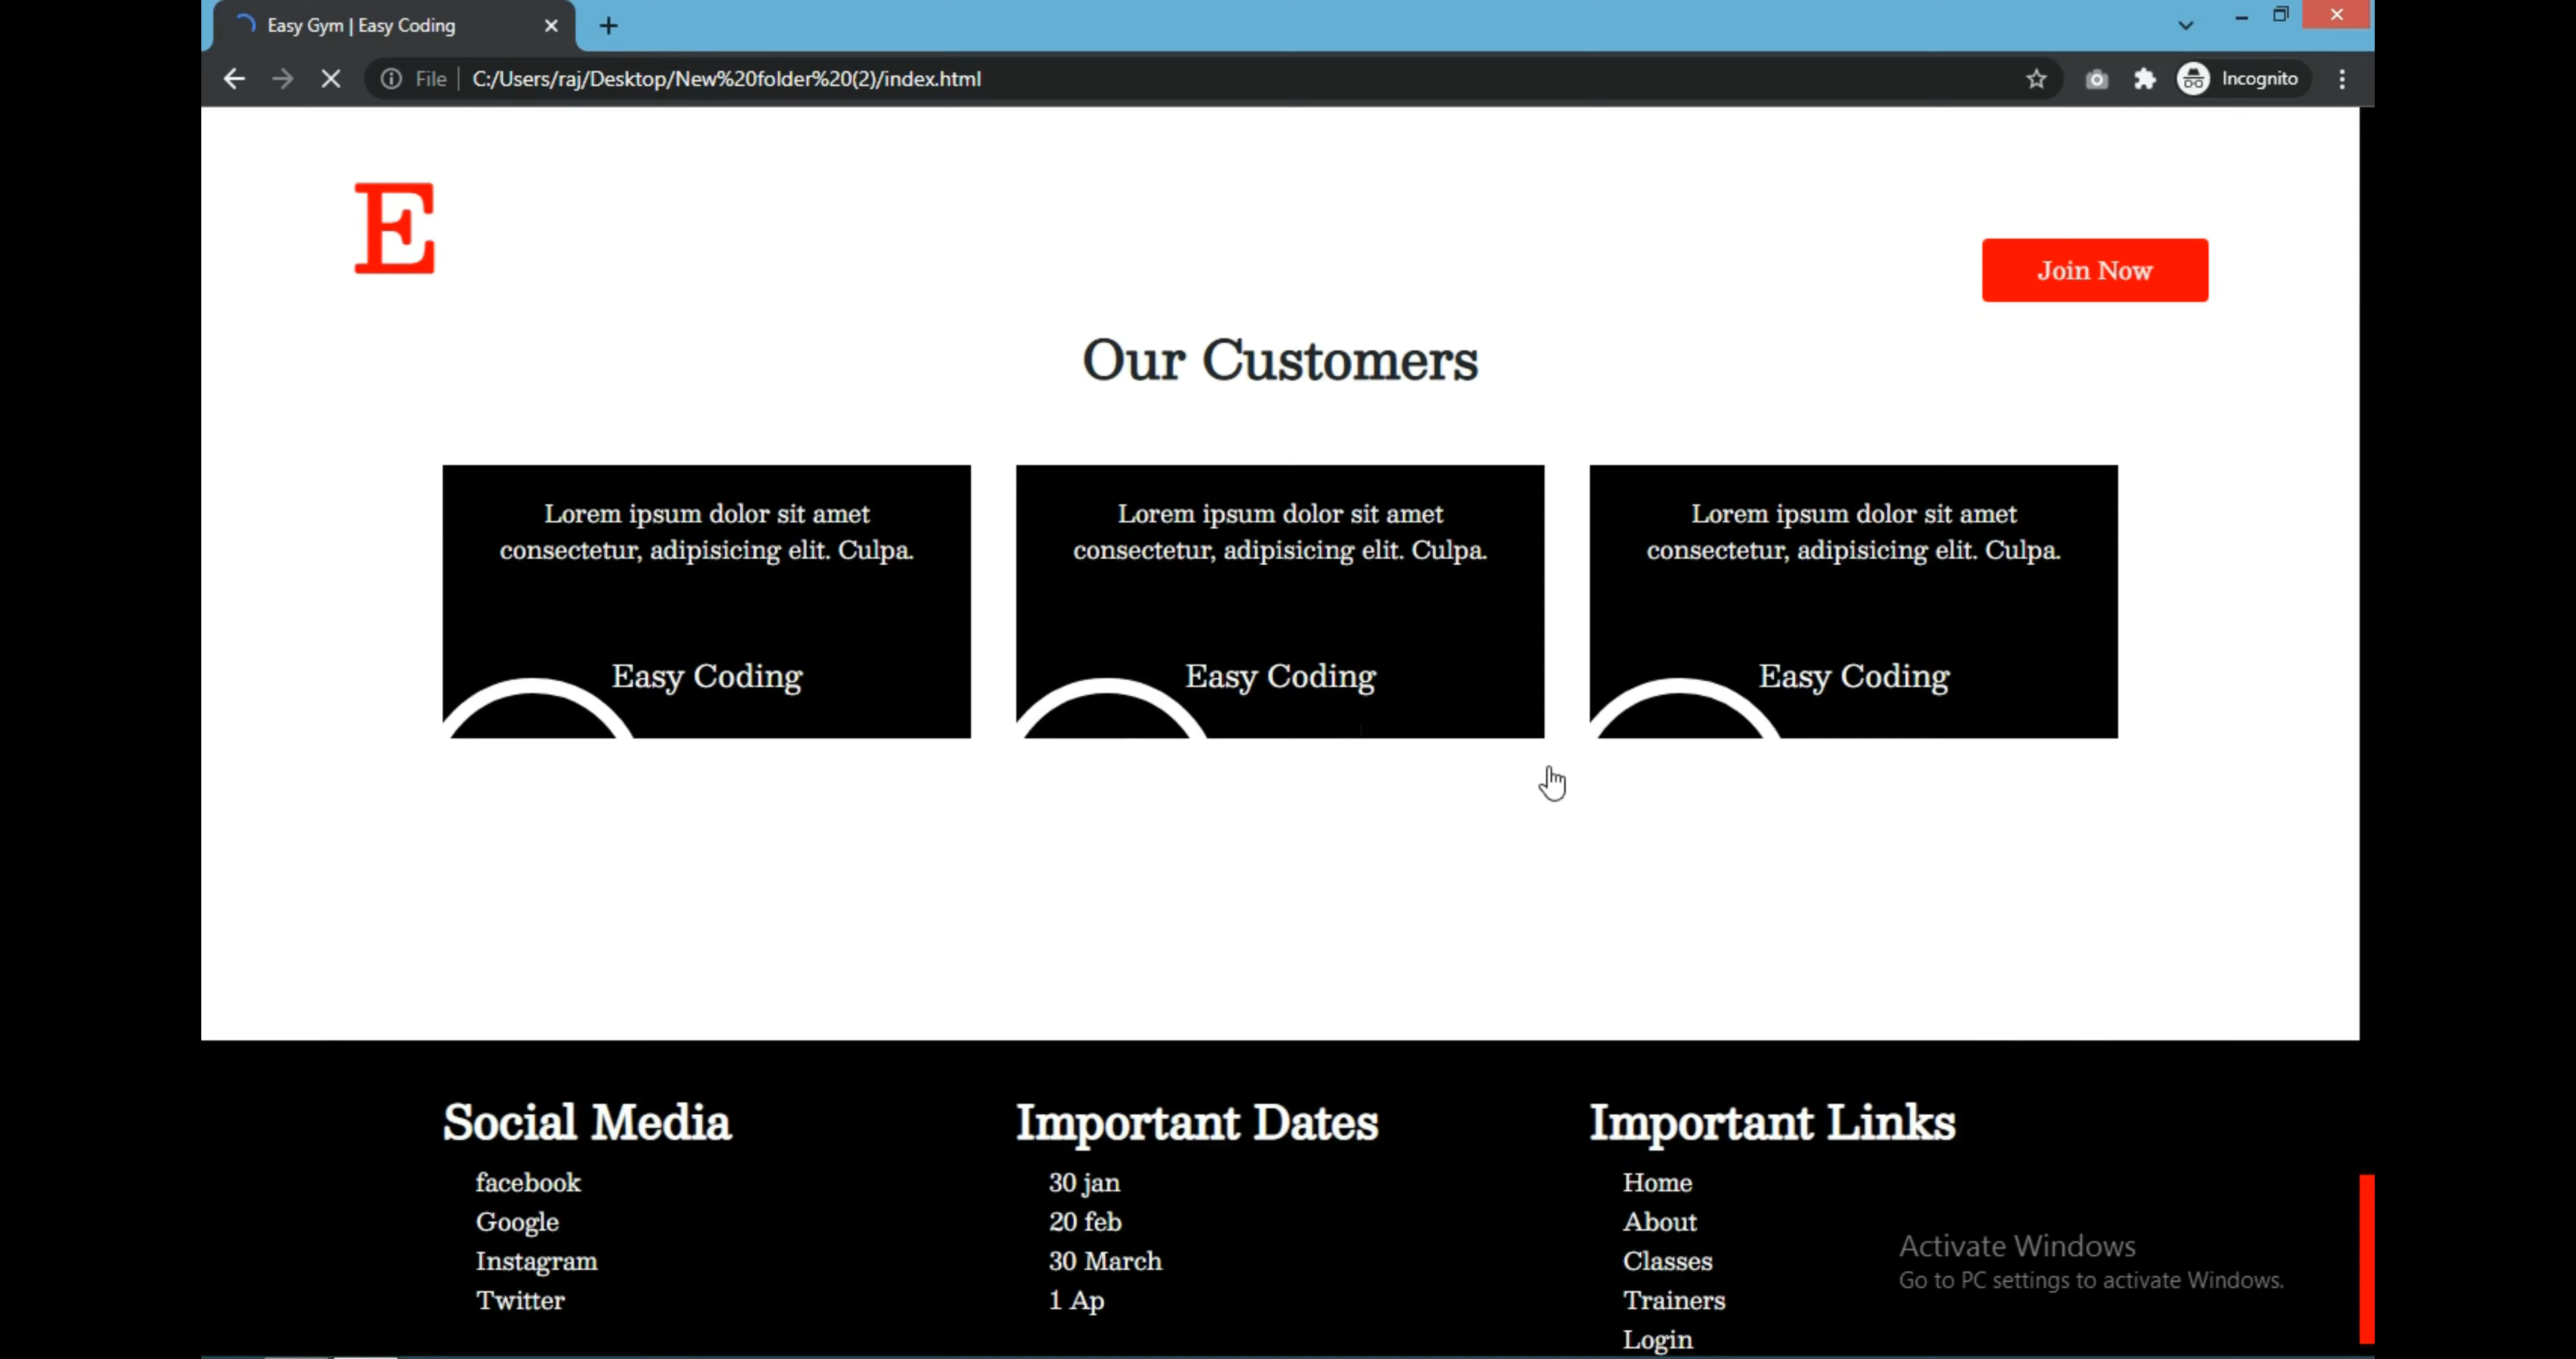 Easy Gym | Easy Coding
File C:/Users/raj/Desktop/New%20folder%20(2)/index.html
Incognito
E
Join Now
Our Customers
Lorem ipsum dolor sit amet
consectetur, adipisicing elit. Culpa.
Easy Coding
Lorem ipsum dolor sit amet
consectetur, adipisicing elit. Culpa.
Easy Coding
Lorem ipsum dolor sit amet
consectetur, adipisicing elit. Culpa.
Easy Coding
Social Media
facebook
Google
Instagram
Twitter
Important Dates
30 jan
20 feb
30 March
1 Ap
Important Links
Home
About
Classes
Trainers
Login
Activate Windows
Go to PC settings to activate Windows.